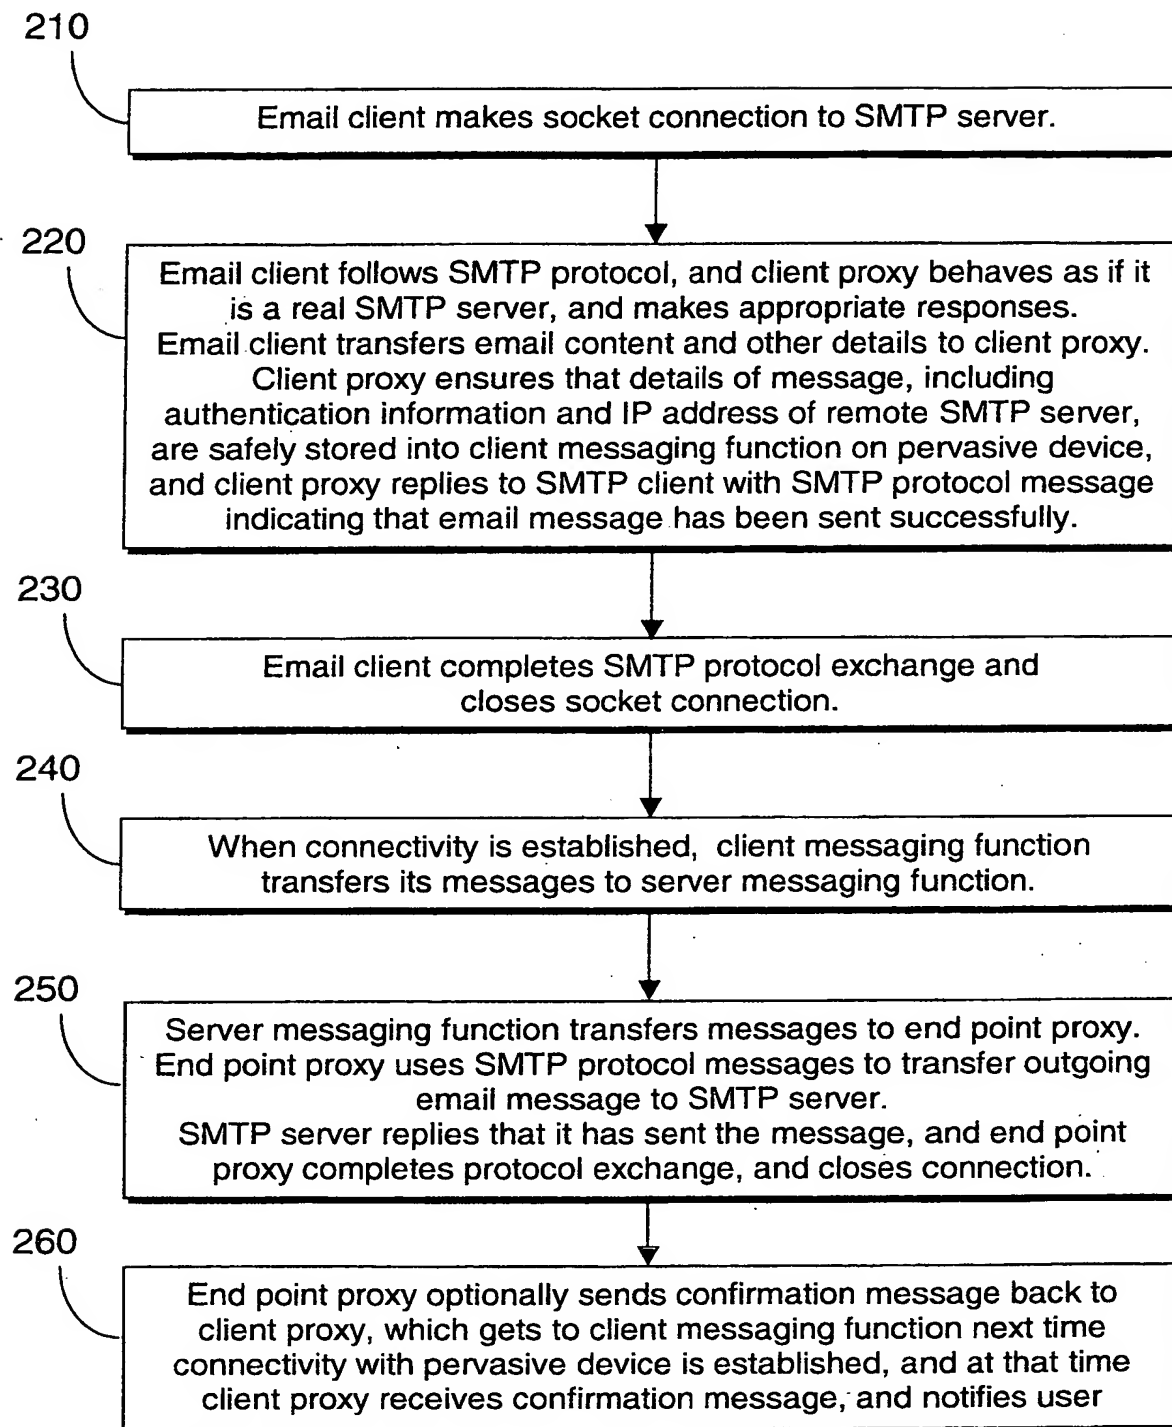 210
Email client makes socket connection to SMTP server.
220
Email client follows SMTP protocol, and client proxy behaves as if it
is a real SMTP server, and makes appropriate responses.
Email client transfers email content and other details to client proxy.
Client proxy ensures that details of message, including
authentication information and IP address of remote SMTP server,
are safely stored into client messaging function on pervasive device,
and client proxy replies to SMTP client with SMTP protocol message
indicating that email message has been sent successfully.
230
Email client completes SMTP protocol exchange and
closes socket connection.
240
When connectivity is established, client messaging function
transfers its messages to server messaging function.
250
Server messaging function transfers messages to end point proxy.
End point proxy uses SMTP protocol messages to transfer outgoing
email message to SMTP server.
SMTP server replies that it has sent the message, and end point
proxy completes protocol exchange, and closes connection.
260
End point proxy optionally sends confirmation message back to
client proxy, which gets to client messaging function next time
connectivity with pervasive device is established, and at that time
client proxy receives confirmation message, and notifies user